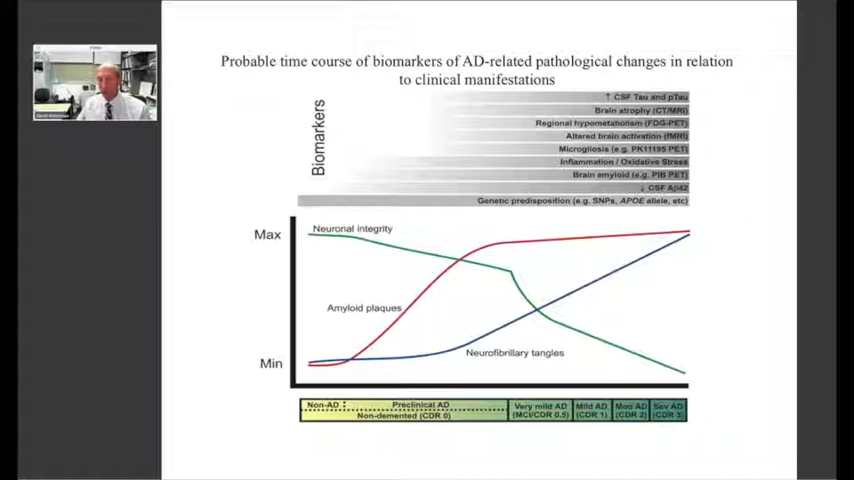 Probable time course of biomarkers of AD-related pathological changes in relation
to clinical manifestations
Biomarkers
↑ CSF Tau and pTau
Brain atrophy (CT/MRI)
Regional hypometabolism (FDG-PET)
Altered brain activation (fMRI)
Microgliosis (e.g. PK11195 PET)
Inflammation / Oxidative Stress
Brain amyloid (e.g. PIB PET)
↓ CSF Aβ42
Genetic predisposition (e.g. SNPs, APOE allele, etc)
Max
Neuronal integrity
Amyloid plaques
Min
Neurofibrillary tangles
Non-AD
Preclinical AD
Non-demented (CDR 0)
Very mild AD
(MCI/CDR 0.5)
Mild AD
(CDR 1)
Mod AD
(CDR 2)
Sev AD
(CDR 3)